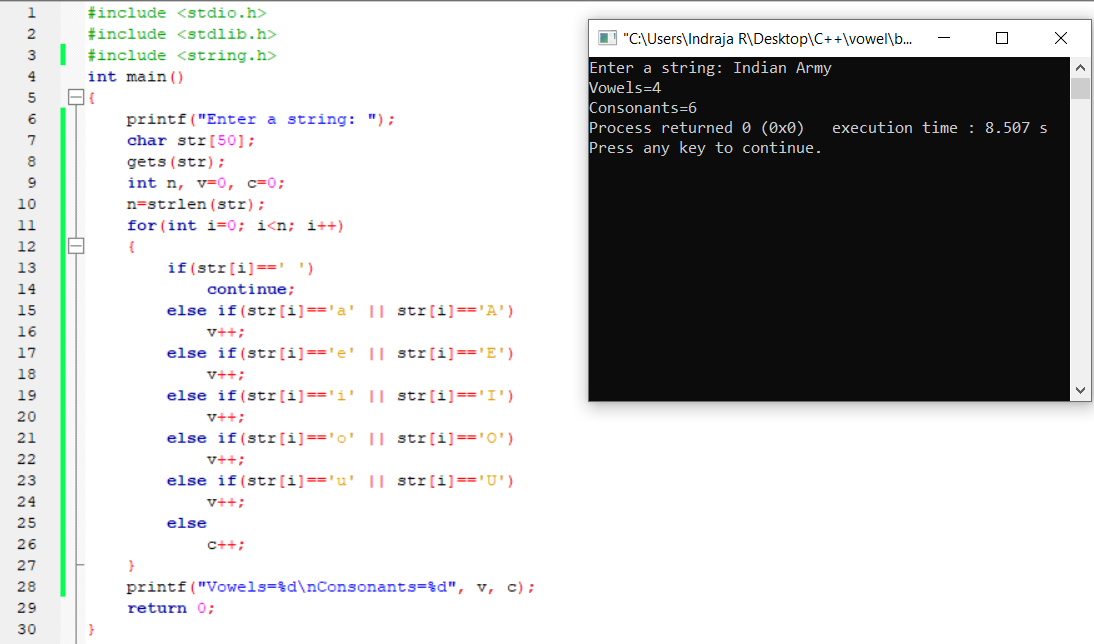 1 #include <stdio.h>
2 #include <stdlib.h>
3 #include <string.h>
4 int main()
5 {
6 printf("Enter a string: ");
7 char str[50];
8 gets(str);
9 int n, v=0, c=0;
10 n=strlen(str);
11 for(int i=0; i<n; i++)
12 {
13 if(str[i]==' ')
14 continue;
15 else if(str[i]=='a' || str[i]=='A')
16 v++;
17 else if(str[i]=='e' || str[i]=='E')
18 v++;
19 else if(str[i]=='i' || str[i]=='I')
20 v++;
21 else if(str[i]=='o' || str[i]=='O')
22 v++;
23 else if(str[i]=='u' || str[i]=='U')
24 v++;
25 else
26 c++;
27 }
28 printf("Vowels=%d\nConsonants=%d", v, c);
29 return 0;
30 }
"C:\Users\Indraja R\Desktop\C++\vowel\b...
Enter a string: Indian Army
Vowels=4
Consonants=6
Process returned 0 (0x0)   execution time : 8.507 s
Press any key to continue.